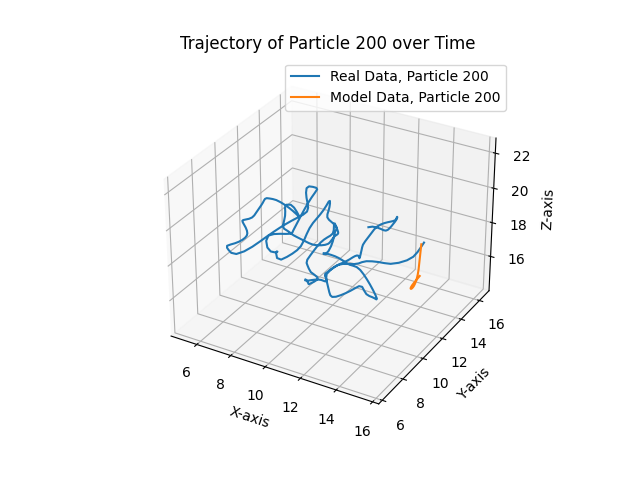 Trajectory of Particle 200 over Time
Real Data, Particle 200
Model Data, Particle 200
22
20
18
16
Z-axis
16
14
12
10
8
6
Y-axis
6
8
10
12
14
16
X-axis